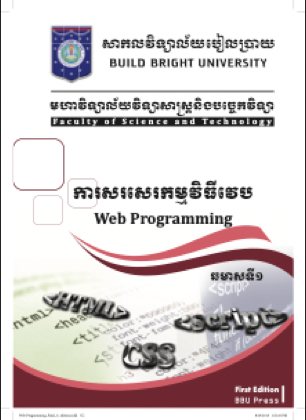 សាកលវិទ្យាល័យបៀលប្រាយ
BUILD BRIGHT UNIVERSITY
មហាវិទ្យាល័យវិទ្យាសាស្ត្រនិងបច្ចេកវិទ្យា
Faculty of Science and Technology
ការសរសេរកម្មវិធីវេប
Web Programming
ឆមាសទី១
<HTML>
<script>
CSS
First Edition
BBU Press